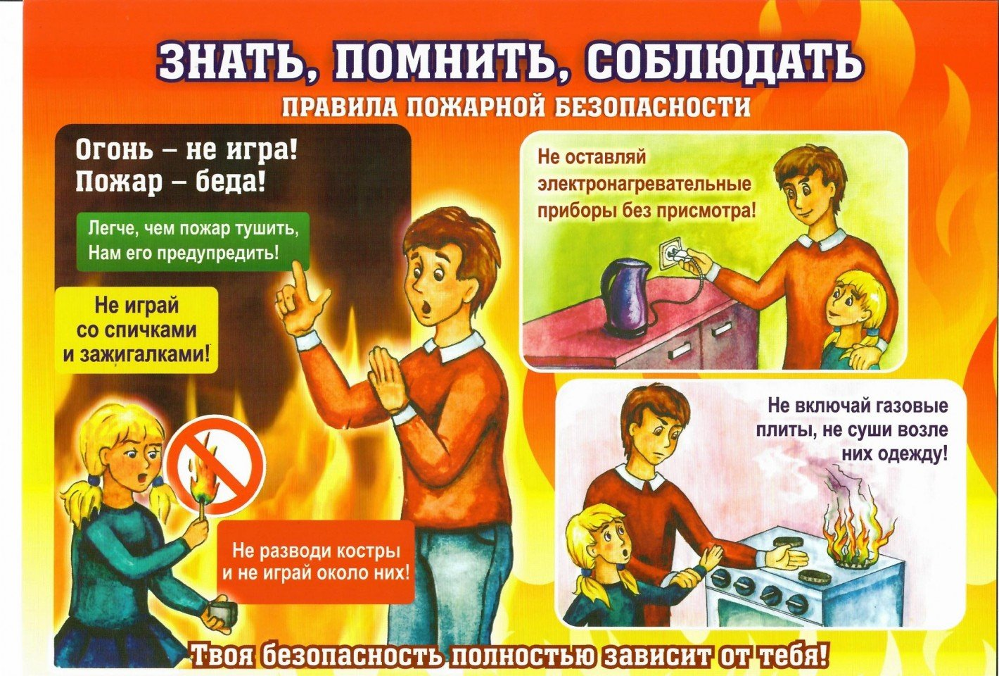 ЗНАТЬ, ПОМНИТЬ, СОБЛЮДАТЬ
ПРАВИЛА ПОЖАРНОЙ БЕЗОПАСНОСТИ
Огонь – не игра!
Пожар – беда!
Легче, чем пожар тушить,
Нам его предупредить!
Не играй
со спичками
и зажигалками!
Не разводи костры
и не играй около них!
Не оставляй
электронагревательные
приборы без присмотра!
Не включай газовые
плиты, не суши возле
них одежду!
Твоя безопасность полностью зависит от тебя!